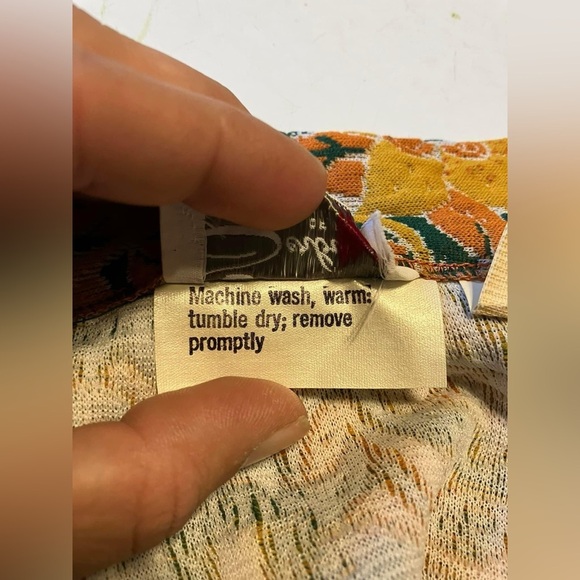 Machine wash, warm;
tumble dry; remove
promptly